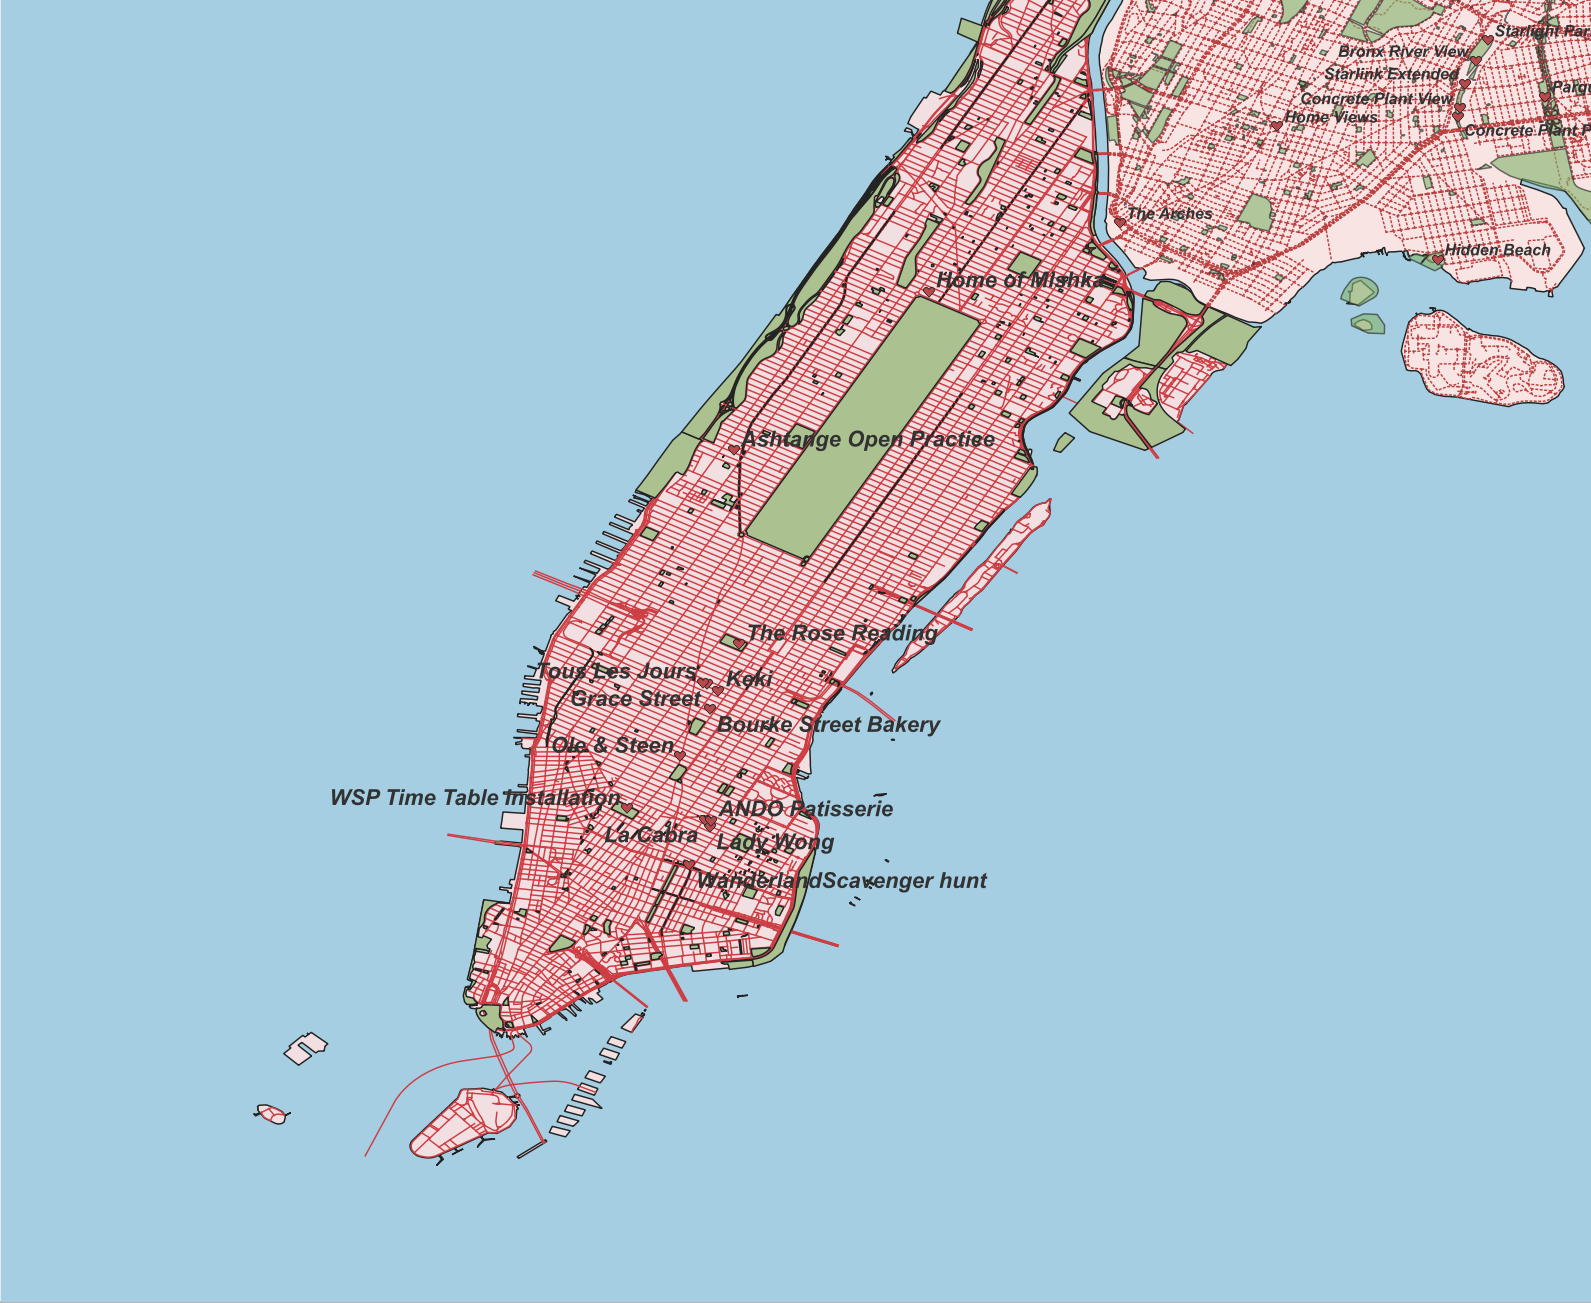 Starlight Par
Bronx River View
Starlink Extended
Parqu
Concrete Plant View
Home Views
Concrete Plant P
The Arches
Hidden Beach
Home of Mishka
Ashtange Open Practice
The Rose Reading
Tous Les Jours
Keki
Grace Street
Bourke Street Bakery
Ole & Steen
WSP Time Table Installation
ANDO Patisserie
La Cabra
Lady Wong
WanderlandScavenger hunt